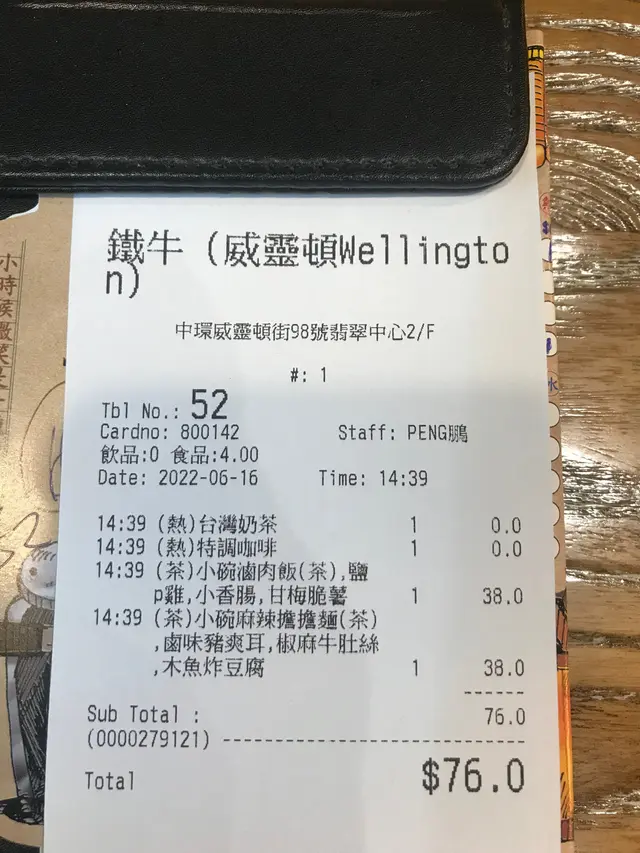 鐵牛 (威靈頓Wellingto
n)
中環威靈頓街98號翡翠中心2/F
#: 1
Tbl No.: 52
Cardno: 800142 Staff: PENG鵬
飲品:0 食品:4.00
Date: 2022-06-16 Time: 14:39
14:39 (熱)台灣奶茶 1 0.0
14:39 (熱)特調咖啡 1 0.0
14:39 (茶)小碗滷肉飯(茶),鹽
p雞,小香腸,甘梅脆薯 1 38.0
14:39 (茶)小碗麻辣擔擔麵(茶)
,鹵味豬爽耳,椒麻牛肚絲
,木魚炸豆腐 1 38.0
------
Sub Total : 76.0
(0000279121) ------------------------------
Total $76.0
小時候